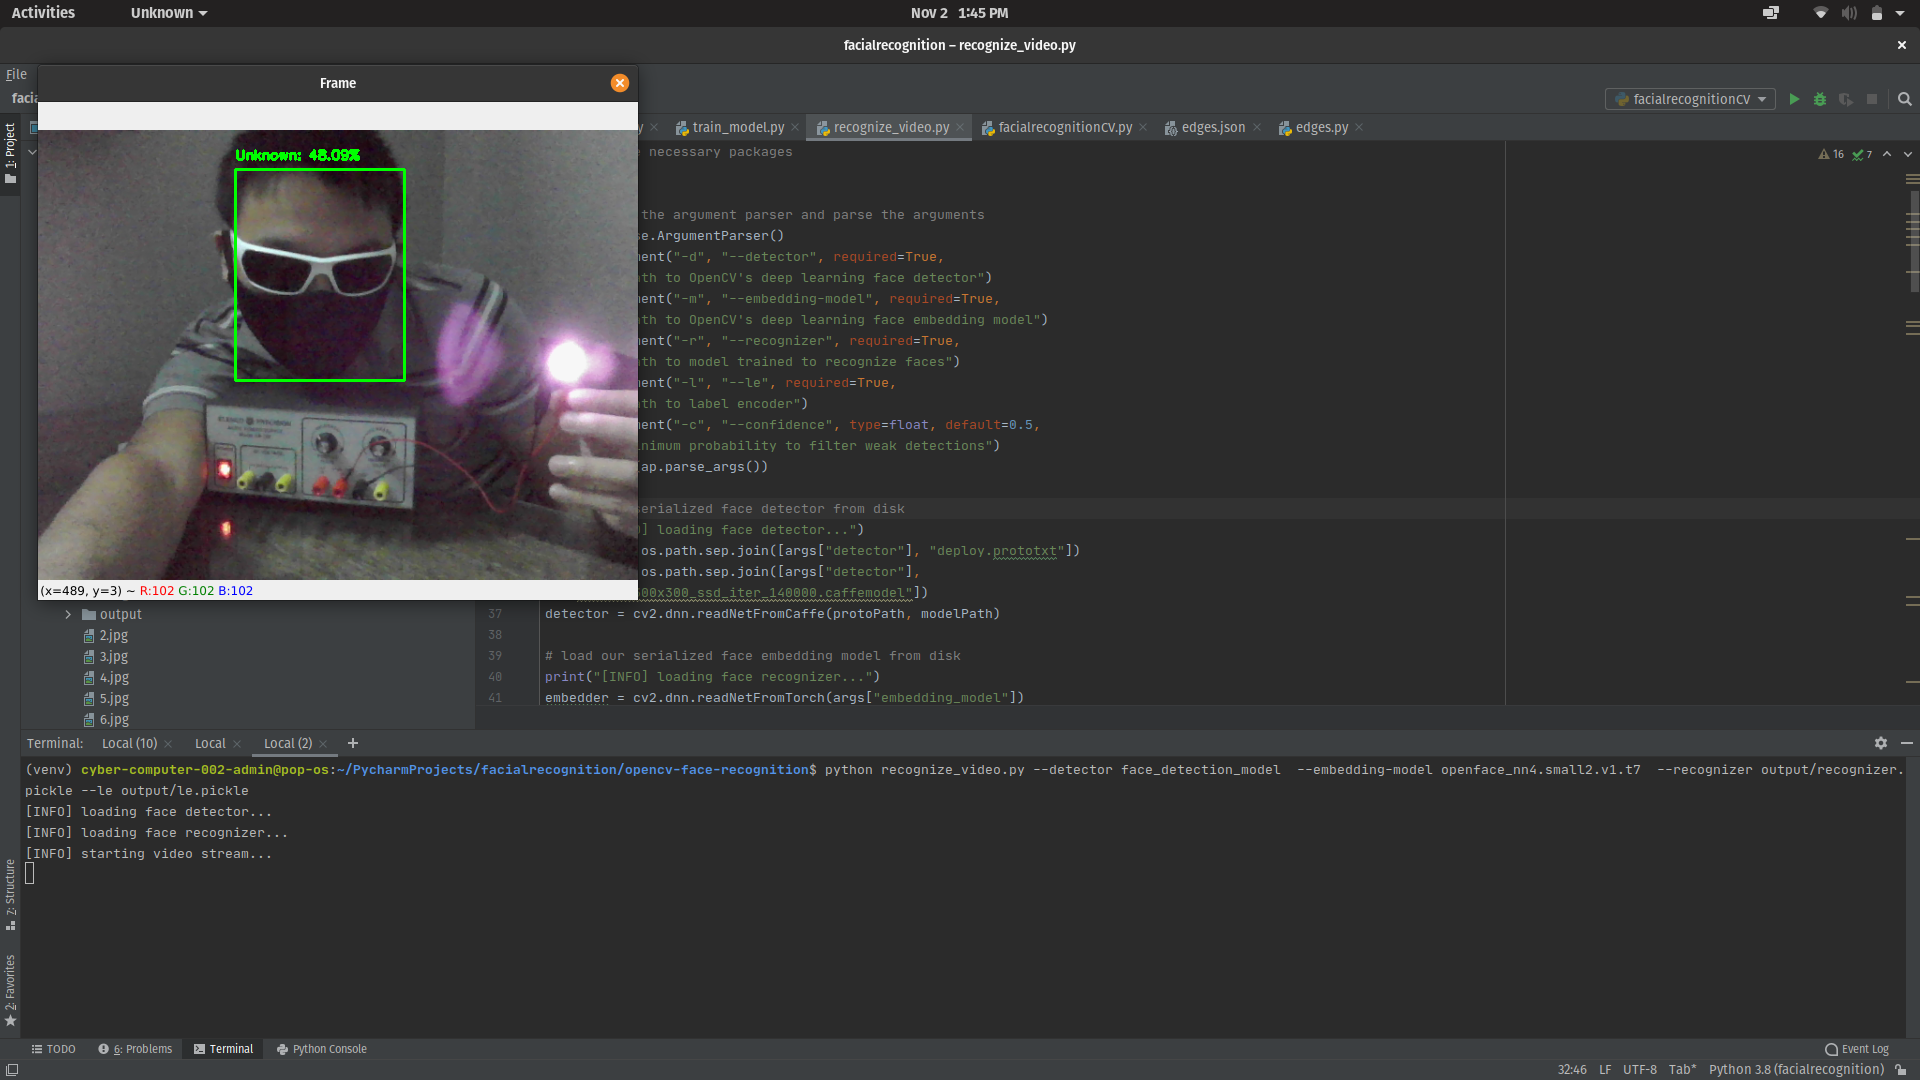 Activities
Unknown
Nov 2 1:45 PM
facialrecognition – recognize_video.py
File
Frame
faci
facialrecognitionCV
y
train_model.py
recognize_video.py
facialrecognitionCV.py
edges.json
edges.py
1: Project
16
7
Unknown: 48.09%
e necessary packages
the argument parser and parse the arguments
e.ArgumentParser()
ent("-d", "--detector", required=True,
th to OpenCV's deep learning face detector")
ent("-m", "--embedding-model", required=True,
th to OpenCV's deep learning face embedding model")
ent("-r", "--recognizer", required=True,
th to model trained to recognize faces")
ent("-l", "--le", required=True,
th to label encoder")
ent("-c", "--confidence", type=float, default=0.5,
nimum probability to filter weak detections")
ap.parse_args())
serialized face detector from disk
] loading face detector...")
os.path.sep.join([args["detector"], "deploy.prototxt"])
os.path.sep.join([args["detector"],
00x300_ssd_iter_140000.caffemodel"])
(x=489, y=3) ~ R:102 G:102 B:102
output
37 detector = cv2.dnn.readNetFromCaffe(protoPath, modelPath)
2.jpg
38
3.jpg
39 # load our serialized face embedding model from disk
4.jpg
40 print("[INFO] loading face recognizer...")
5.jpg
41 embedder = cv2.dnn.readNetFromTorch(args["embedding_model"])
6.jpg
Terminal: Local (10) Local Local (2) +
(venv) cyber-computer-002-admin@pop-os:~/PycharmProjects/facialrecognition/opencv-face-recognition$ python recognize_video.py --detector face_detection_model --embedding-model openface_nn4.small2.v1.t7 --recognizer output/recognizer.
pickle --le output/le.pickle
[INFO] loading face detector...
[INFO] loading face recognizer...
[INFO] starting video stream...
7: Structure
2: Favorites
TODO
6: Problems
Terminal
Python Console
Event Log
32:46 LF UTF-8 Tab* Python 3.8 (facialrecognition)